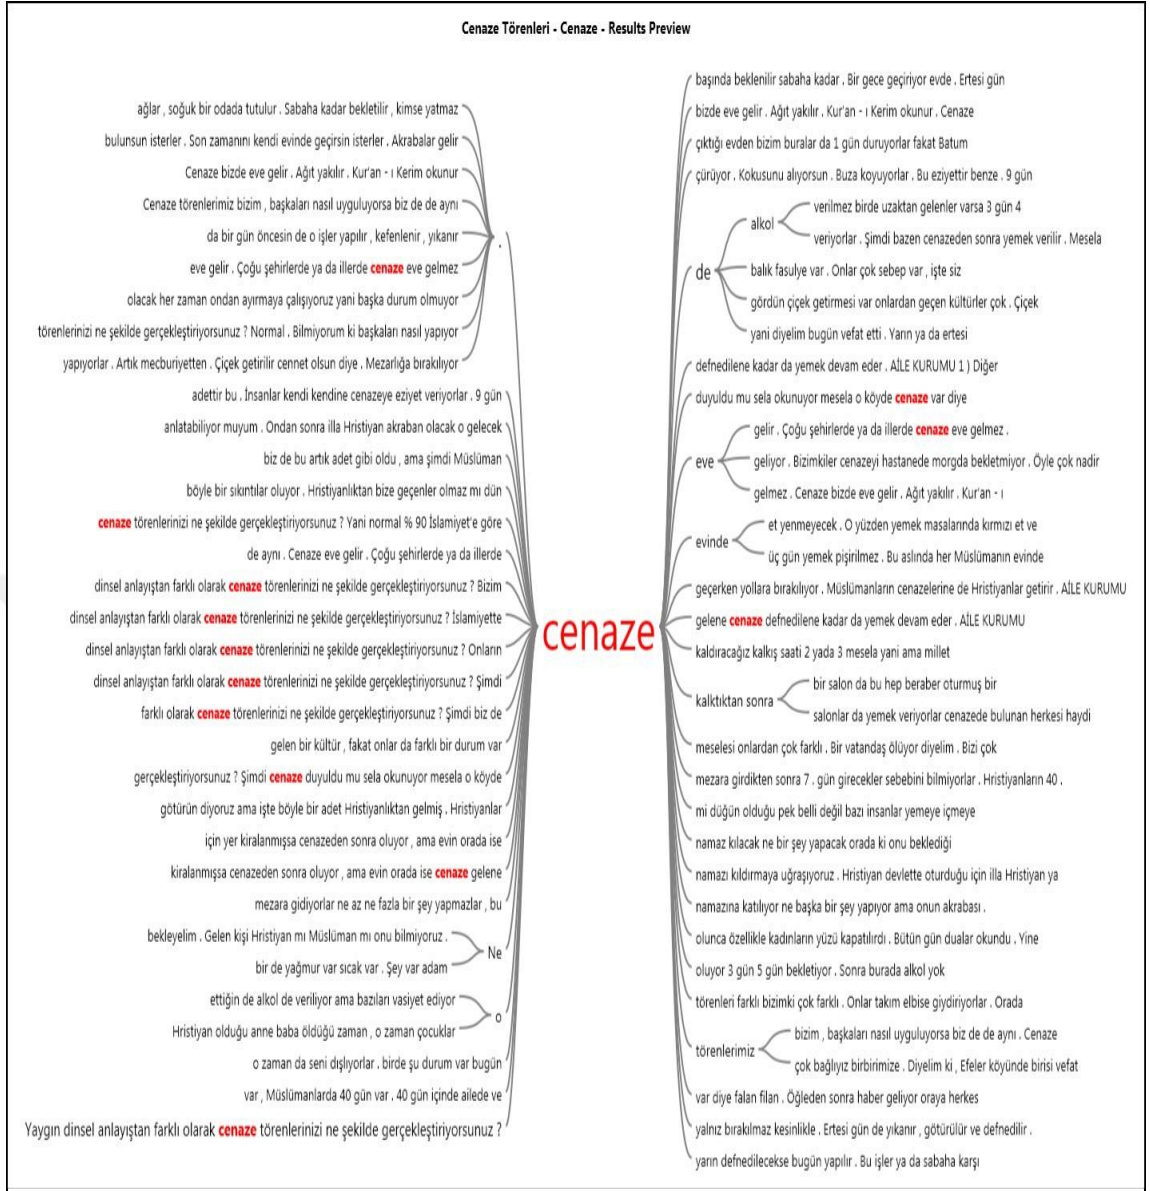 Cenaze Törenleri - Cenaze - Results Preview
ağlar , soğuk bir odada tutulur . Sabaha kadar bekletilir , kimse yatmaz
bulunsun isterler . Son zamanını kendi evinde geçirsin isterler . Akrabalar gelir
Cenaze bizde eve gelir . Ağıt yakılır . Kur'an - ı Kerim okunur
Cenaze törenlerimiz bizim , başkaları nasıl uyguluyorsa biz de de aynı
da bir gün öncesin de o işler yapılır , kefenlenir , yıkanır
eve gelir . Çoğu şehirlerde ya da illerde cenaze eve gelmez
olacak her zaman ondan ayırmaya çalışıyoruz yani başka durum olmuyor
törenlerinizi ne şekilde gerçekleştiriyorsunuz ? Normal . Bilmiyorum ki başkaları nasıl yapıyor
yapıyorlar . Artık mecburiyetten . Çiçek getirilir cennet olsun diye . Mezarlığa bırakılıyor
.
adettir bu . İnsanlar kendi kendine cenazeye eziyet veriyorlar . 9 gün
anlatabiliyor muyum . Ondan sonra illa Hristiyan akraban olacak o gelecek
biz de bu artık adet gibi oldu , ama şimdi Müslüman
böyle bir sıkıntılar oluyor . Hristiyanlıktan bize geçenler olmaz mı dün
cenaze törenlerinizi ne şekilde gerçekleştiriyorsunuz ? Yani normal % 90 İslamiyet'e göre
de aynı . Cenaze eve gelir . Çoğu şehirlerde ya da illerde
dinsel anlayıştan farklı olarak cenaze törenlerinizi ne şekilde gerçekleştiriyorsunuz ? Bizim
dinsel anlayıştan farklı olarak cenaze törenlerinizi ne şekilde gerçekleştiriyorsunuz ? İslamiyette
dinsel anlayıştan farklı olarak cenaze törenlerinizi ne şekilde gerçekleştiriyorsunuz ? Onların
dinsel anlayıştan farklı olarak cenaze törenlerinizi ne şekilde gerçekleştiriyorsunuz ? Şimdi
farklı olarak cenaze törenlerinizi ne şekilde gerçekleştiriyorsunuz ? Şimdi biz de
gelen bir kültür , fakat onlar da farklı bir durum var
gerçekleştiriyorsunuz ? Şimdi cenaze duyuldu mu sela okunuyor mesela o köyde
götürün diyoruz ama işte böyle bir adet Hristiyanlıktan gelmiş . Hristiyanlar
için yer kiralanmışsa cenazeden sonra oluyor , ama evin orada ise
kiralanmışsa cenazeden sonra oluyor , ama evin orada ise cenaze gelene
mezara gidiyorlar ne az ne fazla bir şey yapmazlar , bu
bekleyelim . Gelen kişi Hristiyan mı Müslüman mı onu bilmiyoruz .
bir de yağmur var sıcak var . Şey var adam
Ne
ettiğin de alkol de veriliyor ama bazıları vasiyet ediyor
Hristiyan olduğu anne baba öldüğü zaman , o zaman çocuklar
o
o zaman da seni dışlıyorlar . birde şu durum var bugün
var , Müslümanlarda 40 gün var . 40 gün içinde ailede ve
Yaygın dinsel anlayıştan farklı olarak cenaze törenlerinizi ne şekilde gerçekleştiriyorsunuz ?
cenaze
başında beklenilir sabaha kadar . Bir gece geçiriyor evde . Ertesi gün
bizde eve gelir . Ağıt yakılır . Kur'an - ı Kerim okunur . Cenaze
çıktığı evden bizim buralar da 1 gün duruyorlar fakat Batum
çürüyor . Kokusunu alıyorsun . Buza koyuyorlar . Bu eziyettir benze . 9 gün
de
alkol
verilmez birde uzaktan gelenler varsa 3 gün 4
veriyorlar . Şimdi bazen cenazeden sonra yemek verilir . Mesela
balık fasulye var . Onlar çok sebep var , işte siz
gördün çiçek getirmesi var onlardan geçen kültürler çok . Çiçek
yani diyelim bugün vefat etti . Yarın ya da ertesi
defnedilene kadar da yemek devam eder . AİLE KURUMU 1 ) Diğer
duyuldu mu sela okunuyor mesela o köyde cenaze var diye
eve
gelir . Çoğu şehirlerde ya da illerde cenaze eve gelmez .
geliyor . Bizimkiler cenazeyi hastanede morgda bekletmiyor . Öyle çok nadir
gelmez . Cenaze bizde eve gelir . Ağıt yakılır . Kur'an - ı
evinde
et yenmeyecek . O yüzden yemek masalarında kırmızı et ve
üç gün yemek pişirilmez . Bu aslında her Müslümanın evinde
geçerken yollara bırakılıyor . Müslümanların cenazelerine de Hristiyanlar getirir . AİLE KURUMU
gelene cenaze defnedilene kadar da yemek devam eder . AİLE KURUMU
kaldıracağız kalkış saati 2 yada 3 mesela yani ama millet
kalktıktan sonra
bir salon da bu hep beraber oturmuş bir
salonlar da yemek veriyorlar cenazede bulunan herkesi haydi
meselesi onlardan çok farklı . Bir vatandaş ölüyor diyelim . Bizi çok
mezara girdikten sonra 7 . gün girecekler sebebini bilmiyorlar . Hristiyanların 40 .
mi düğün olduğu pek belli değil bazı insanlar yemeye içmeye
namaz kılacak ne bir şey yapacak orada ki onu beklediği
namazı kıldırmaya uğraşıyoruz . Hristiyan devlette oturduğu için illa Hristiyan ya
namazına katılıyor ne başka bir şey yapıyor ama onun akrabası .
olunca özellikle kadınların yüzü kapatılırdı . Bütün gün dualar okundu . Yine
oluyor 3 gün 5 gün bekletiyor . Sonra burada alkol yok
törenleri farklı bizimki çok farklı . Onlar takım elbise giydiriyorlar . Orada
törenlerimiz
bizim , başkaları nasıl uyguluyorsa biz de de aynı . Cenaze
çok bağlıyız birbirimize . Diyelim ki , Efeler köyünde birisi vefat
var diye falan filan . Öğleden sonra haber geliyor oraya herkes
yalnız bırakılmaz kesinlikle . Ertesi gün de yıkanır , götürülür ve defnedilir .
yarın defnedilecekse bugün yapılır . Bu işler ya da sabaha karşı